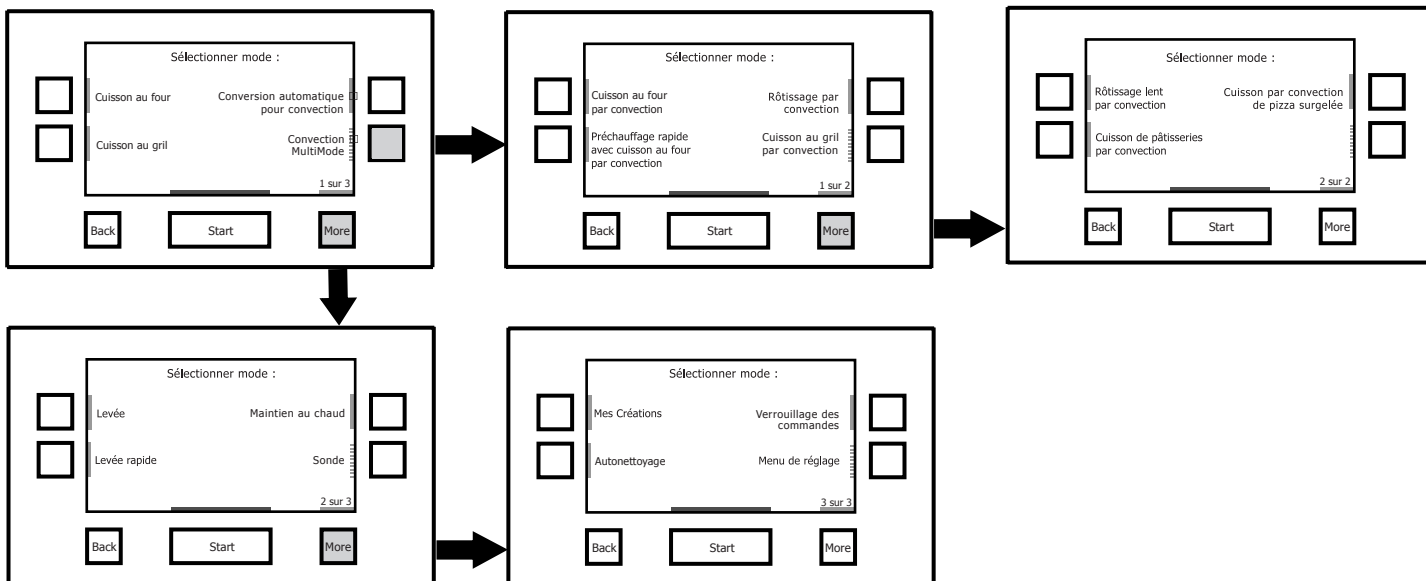 Sélectionner mode :
Cuisson au four
Conversion automatique
pour convection
Cuisson au gril
Convection
MultiMode
1 sur 3
Back
Start
More
Sélectionner mode :
Cuisson au four
par convection
Rôtissage par
convection
Préchauffage rapide
avec cuisson au four
par convection
Cuisson au gril
par convection
1 sur 2
Back
Start
More
Sélectionner mode :
Rôtissage lent
par convection
Cuisson par convection
de pizza surgelée
Cuisson de pâtisseries
par convection
2 sur 2
Back
Start
More
Sélectionner mode :
Levée
Maintien au chaud
Levée rapide
Sonde
2 sur 3
Back
Start
More
Sélectionner mode :
Mes Créations
Verrouillage des
commandes
Autonettoyage
Menu de réglage
3 sur 3
Back
Start
More